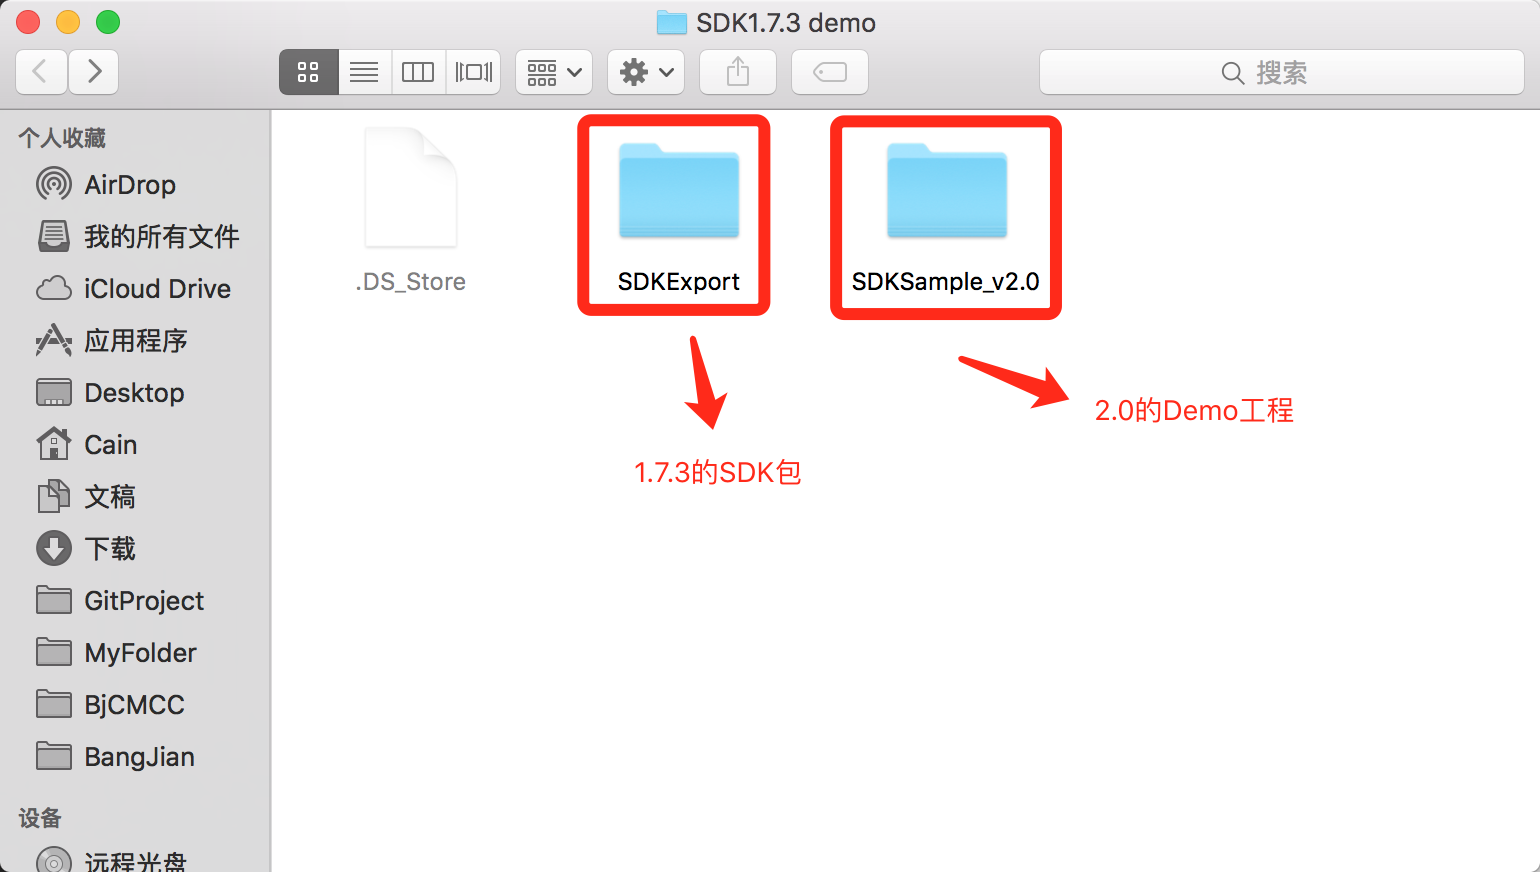 SDK1.7.3 demo
搜索
个人收藏
AirDrop
我的所有文件
iCloud Drive
应用程序
Desktop
Cain
文稿
下载
GitProject
MyFolder
BjCMCC
BangJian
设备
远程光盘
.DS_Store
SDKExport
SDKSample_v2.0
2.0的Demo工程
1.7.3的SDK包